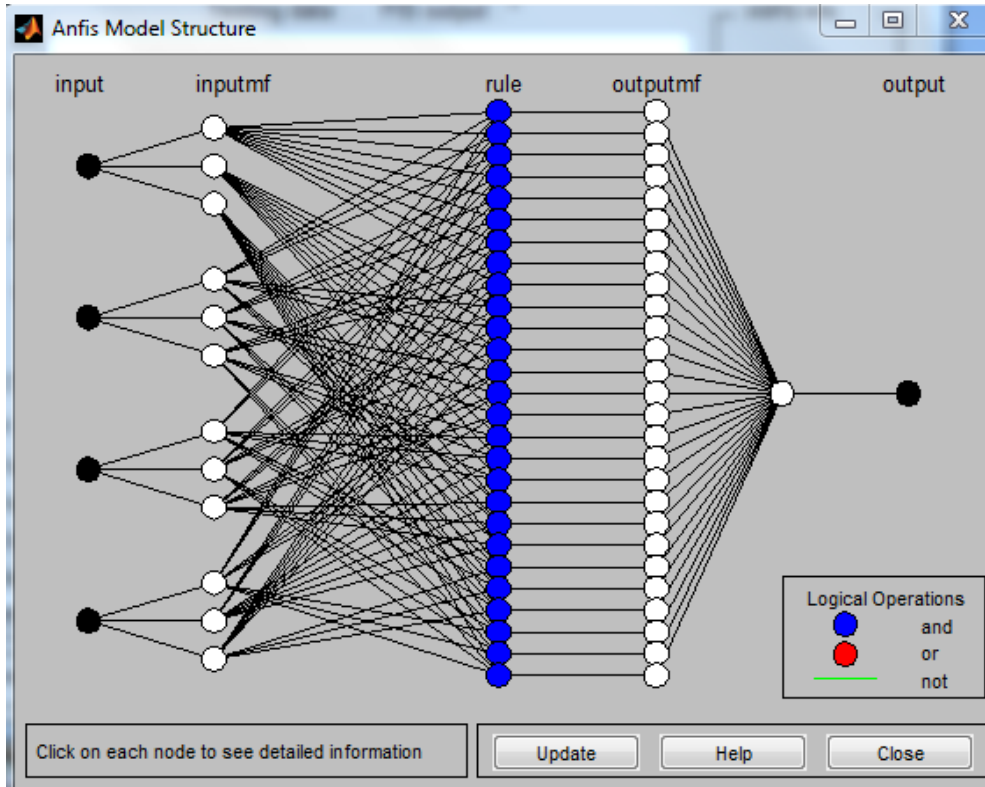 Anfis Model Structure
input inputmf rule outputmf output
Logical Operations
and
or
not
Click on each node to see detailed information
Update Help Close